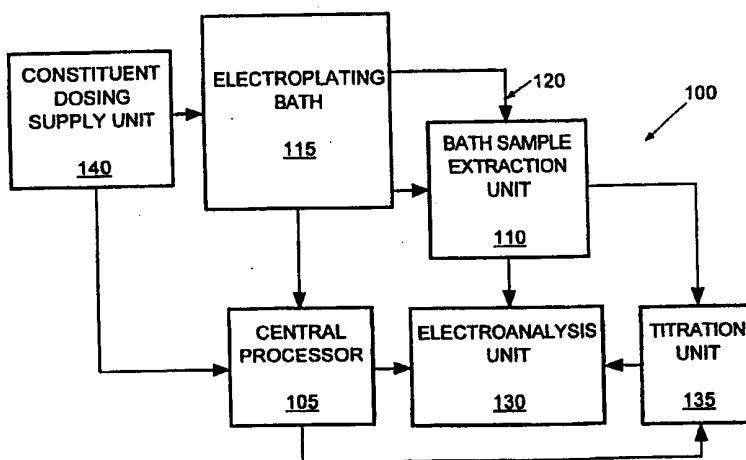 CONSTITUENT
DOSING
SUPPLY UNIT
140
ELECTROPLATING
BATH
115
120
100
BATH SAMPLE
EXTRACTION
UNIT
110
CENTRAL
PROCESSOR
105
ELECTROANALYSIS
UNIT
130
TITRATION
UNIT
135